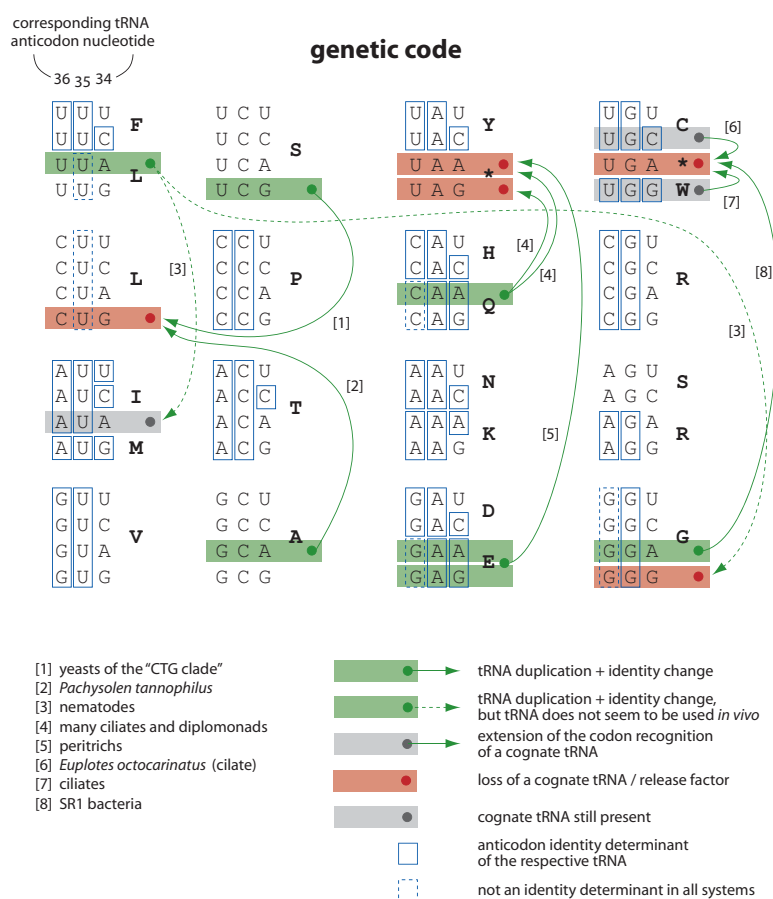 corresponding tRNA
anticodon nucleotide
genetic code
36 35 34
U U U
U U C
F
U U A
U U G
L
U C U
U C C
U C A
U C G
S
U A U
U A C
Y
U A A
U A G
*
U G U
U G C
C
U G A
*
U G G
W
[6]
[7]
C U U
C U C
C U A
C U G
L
[3]
C C U
C C C
C C A
C C G
P
[1]
C A U
C A C
H
C A A
C A G
Q
[4]
[4]
C G U
C G C
C G A
C G G
R
[8]
[3]
A U U
A U C
A U A
I
A U G
M
A C U
A C C
A C A
A C G
T
[2]
A A U
A A C
N
A A A
A A G
K
[5]
A G U
A G C
S
A G A
A G G
R
G U U
G U C
G U A
G U G
V
G C U
G C C
G C A
G C G
A
G A U
G A C
D
G A A
G A G
E
G G U
G G C
G G A
G G G
G
[1] yeasts of the “CTG clade”
[2] Pachysolen tannophilus
[3] nematodes
[4] many ciliates and diplomonads
[5] peritrichs
[6] Euplotes octocarinatus (cilate)
[7] ciliates
[8] SR1 bacteria
tRNA duplication + identity change
tRNA duplication + identity change,
but tRNA does not seem to be used in vivo
extension of the codon recognition
of a cognate tRNA
loss of a cognate tRNA / release factor
cognate tRNA still present
anticodon identity determinant
of the respective tRNA
not an identity determinant in all systems